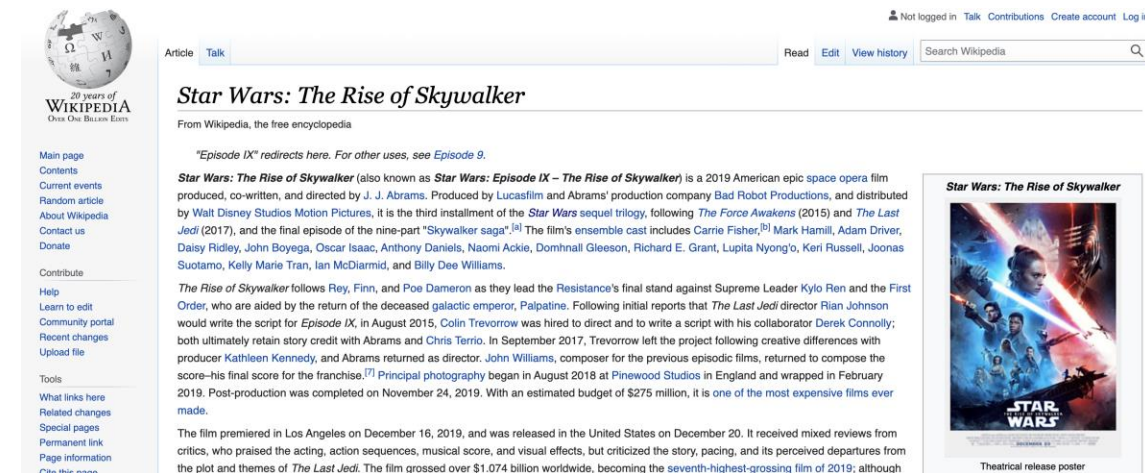 Not logged in Talk Contributions Create account Log i
Article Talk
Read Edit View history Search Wikipedia
20 years of
WIKIPEDIA
OVER ONE BILLION EDITS
Main page
Contents
Current events
Random article
About Wikipedia
Contact us
Donate
Contribute
Help
Learn to edit
Community portal
Recent changes
Upload file
Tools
What links here
Related changes
Special pages
Permanent link
Page information
Cite this page
Star Wars: The Rise of Skywalker
From Wikipedia, the free encyclopedia
"Episode IX" redirects here. For other uses, see Episode 9.
Star Wars: The Rise of Skywalker (also known as Star Wars: Episode IX – The Rise of Skywalker) is a 2019 American epic space opera film
produced, co-written, and directed by J. J. Abrams. Produced by Lucasfilm and Abrams' production company Bad Robot Productions, and distributed
by Walt Disney Studios Motion Pictures, it is the third installment of the Star Wars sequel trilogy, following The Force Awakens (2015) and The Last
Jedi (2017), and the final episode of the nine-part "Skywalker saga".[a] The film's ensemble cast includes Carrie Fisher,[b] Mark Hamill, Adam Driver,
Daisy Ridley, John Boyega, Oscar Isaac, Anthony Daniels, Naomi Ackie, Domhnall Gleeson, Richard E. Grant, Lupita Nyong'o, Keri Russell, Joonas
Suotamo, Kelly Marie Tran, Ian McDiarmid, and Billy Dee Williams.
The Rise of Skywalker follows Rey, Finn, and Poe Dameron as they lead the Resistance's final stand against Supreme Leader Kylo Ren and the First
Order, who are aided by the return of the deceased galactic emperor, Palpatine. Following initial reports that The Last Jedi director Rian Johnson
would write the script for Episode IX, in August 2015, Colin Trevorrow was hired to direct and to write a script with his collaborator Derek Connolly;
both ultimately retain story credit with Abrams and Chris Terrio. In September 2017, Trevorrow left the project following creative differences with
producer Kathleen Kennedy, and Abrams returned as director. John Williams, composer for the previous episodic films, returned to compose the
score–his final score for the franchise.[7] Principal photography began in August 2018 at Pinewood Studios in England and wrapped in February
2019. Post-production was completed on November 24, 2019. With an estimated budget of $275 million, it is one of the most expensive films ever
made.
The film premiered in Los Angeles on December 16, 2019, and was released in the United States on December 20. It received mixed reviews from
critics, who praised the acting, action sequences, musical score, and visual effects, but criticized the story, pacing, and its perceived departures from
the plot and themes of The Last Jedi. The film grossed over $1.074 billion worldwide, becoming the seventh-highest-grossing film of 2019; although
Star Wars: The Rise of Skywalker
STAR
THE RISE OF SKYWALKER
WARS
DECEMBER 20
Theatrical release poster